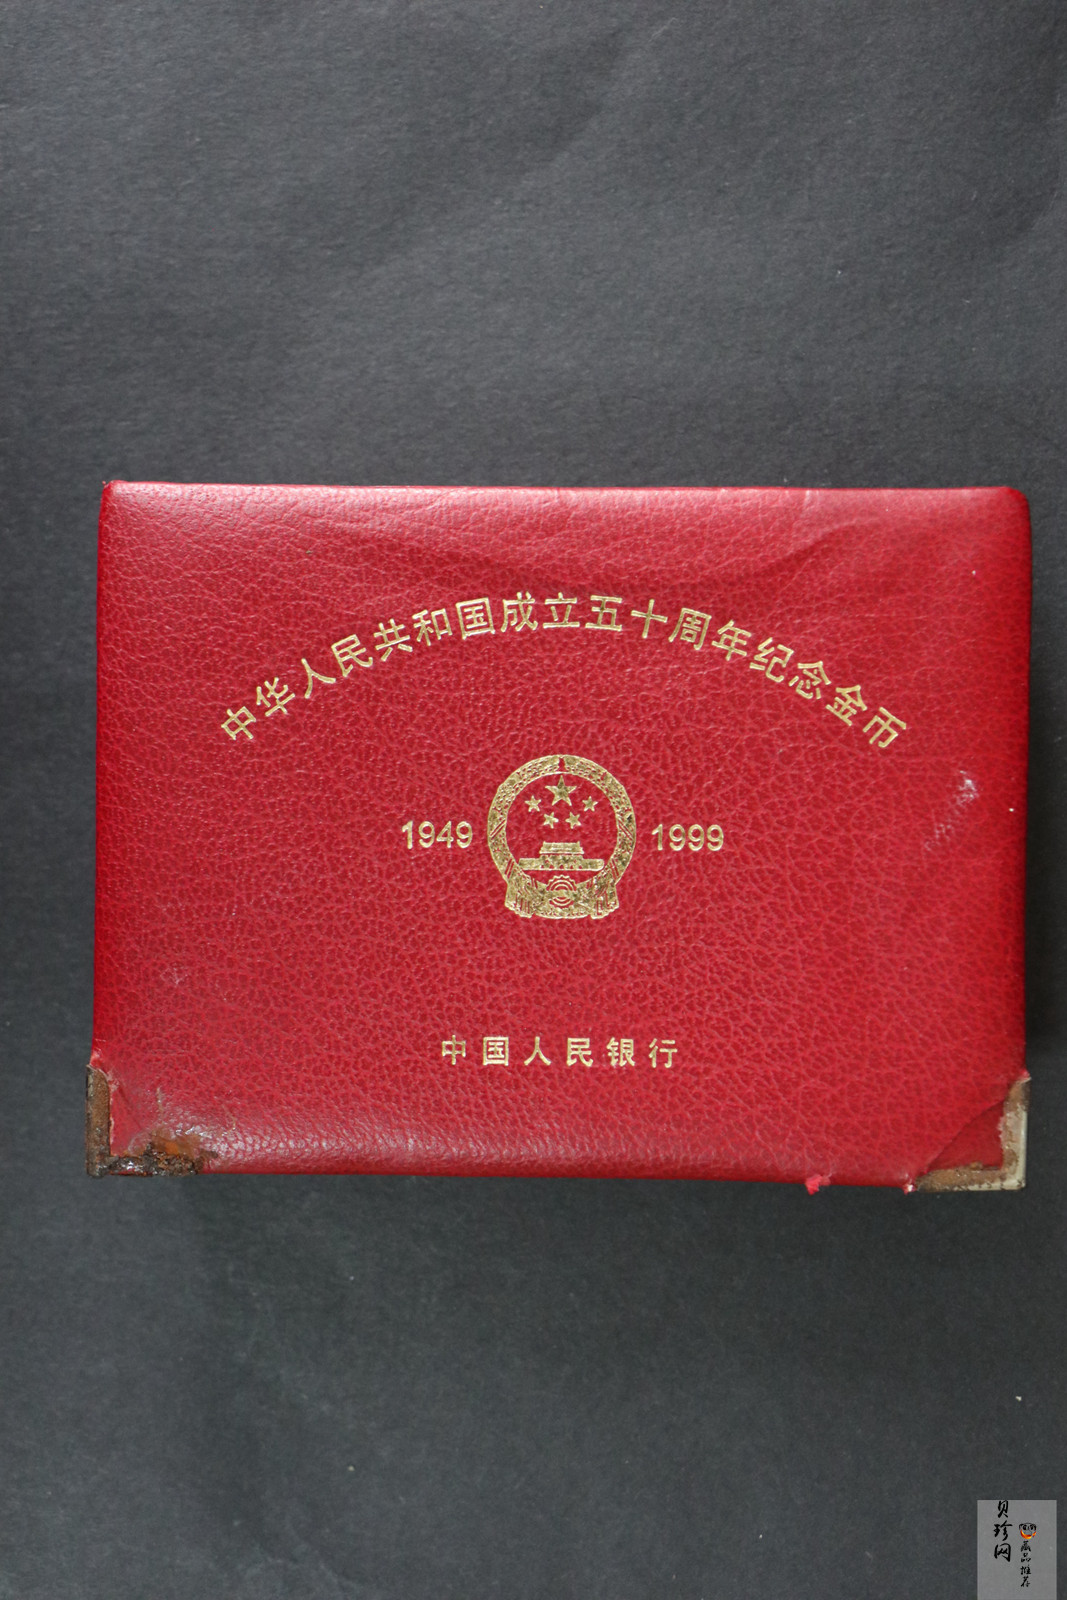 中华人民共和国成立五十周年纪念金币
1949 1999
中国人民银行
贝珍网
藏品推荐